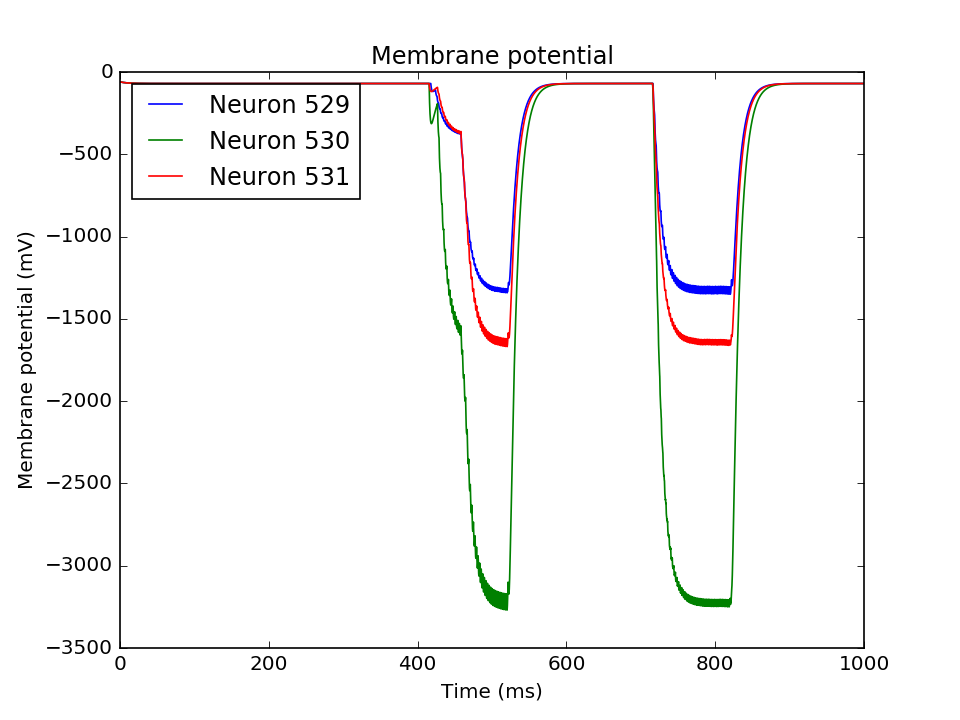 Membrane potential
0
−500
−1000
−1500
−2000
−2500
−3000
−3500
Membrane potential (mV)
Neuron 529
Neuron 530
Neuron 531
0
200
400
600
800
1000
Time (ms)